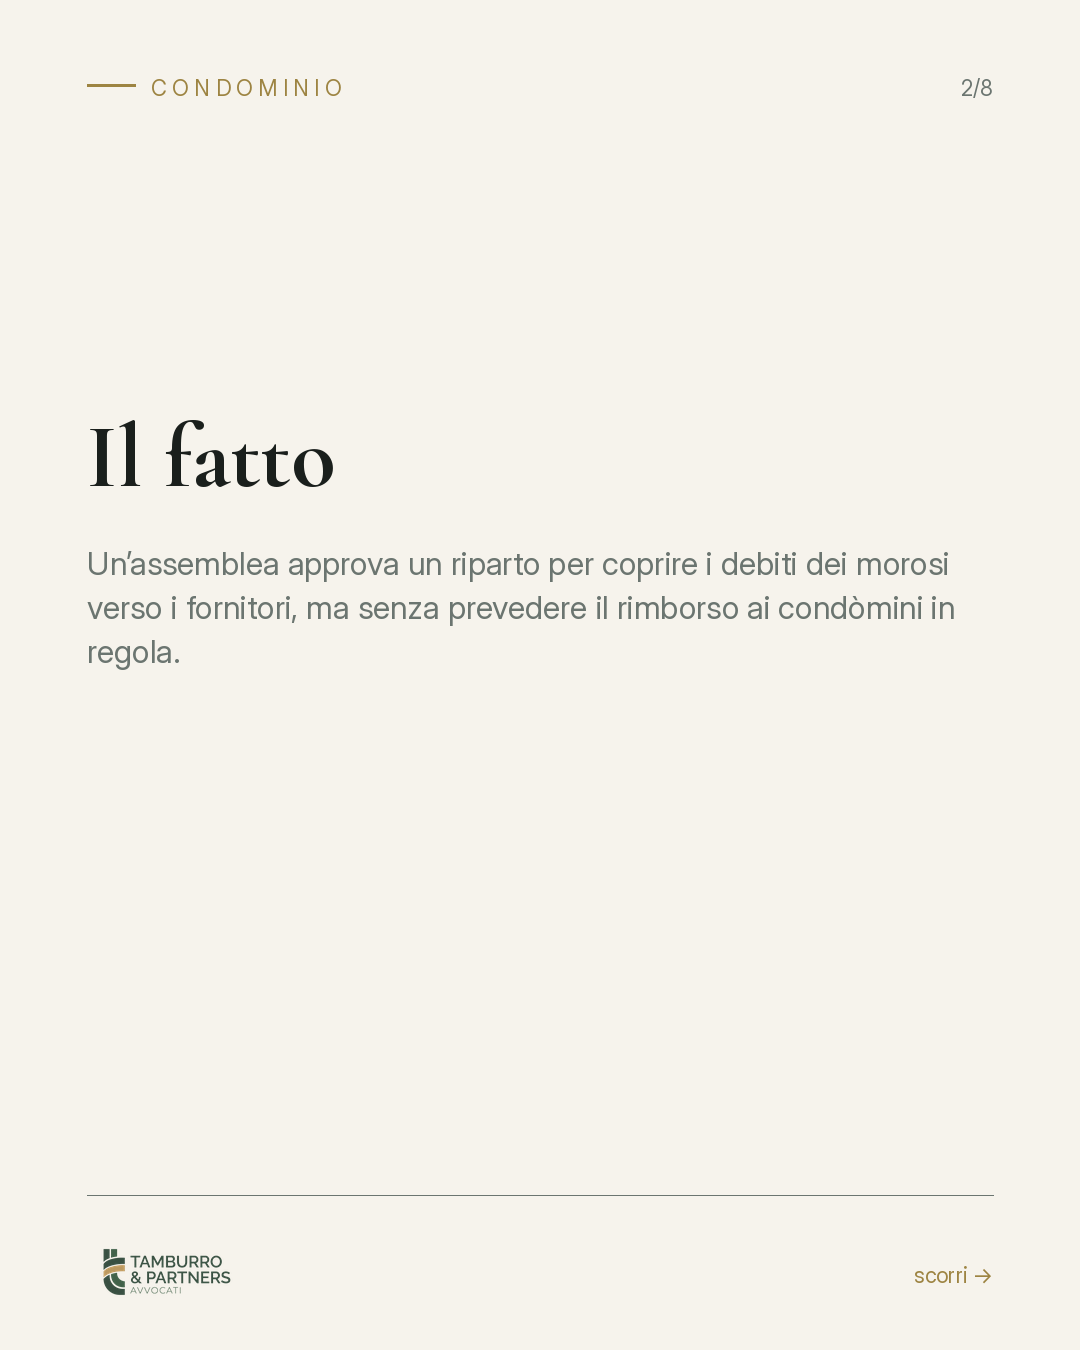 CONDOMINIO
2/8
Il fatto
Un’assemblea approva un riparto per coprire i debiti dei morosi
verso i fornitori, ma senza prevedere il rimborso ai condòmini in
regola.
TAMBURRO
& PARTNERS
AVVOCATI
scorri →